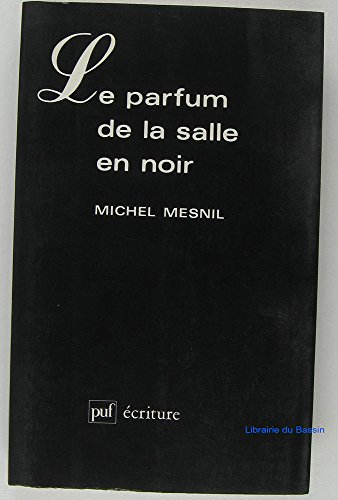 Le parfum
de la salle
en noir
MICHEL MESNIL
puf écriture
Librairie du Bassin